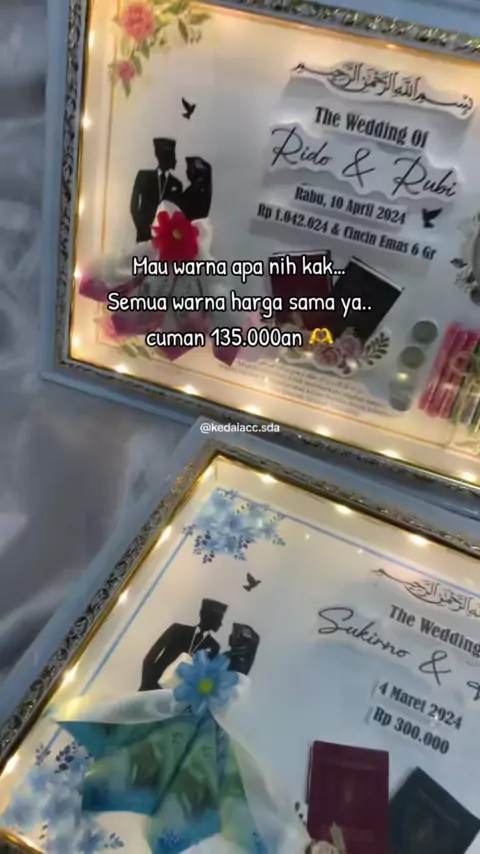 بسم الله الرحمن الرحيم
The Wedding Of
Rido & Rubi
Rabu, 10 April 2024
Rp 1.042.024 & Cincin Emas 6 Gr
Mau warna apa nih kak...
Semua warna harga sama ya..
cuman 135.000an 🫶
@kedaiacc.sda
The Wedding
Sukirno &
4 Maret 2024
Rp 300.000